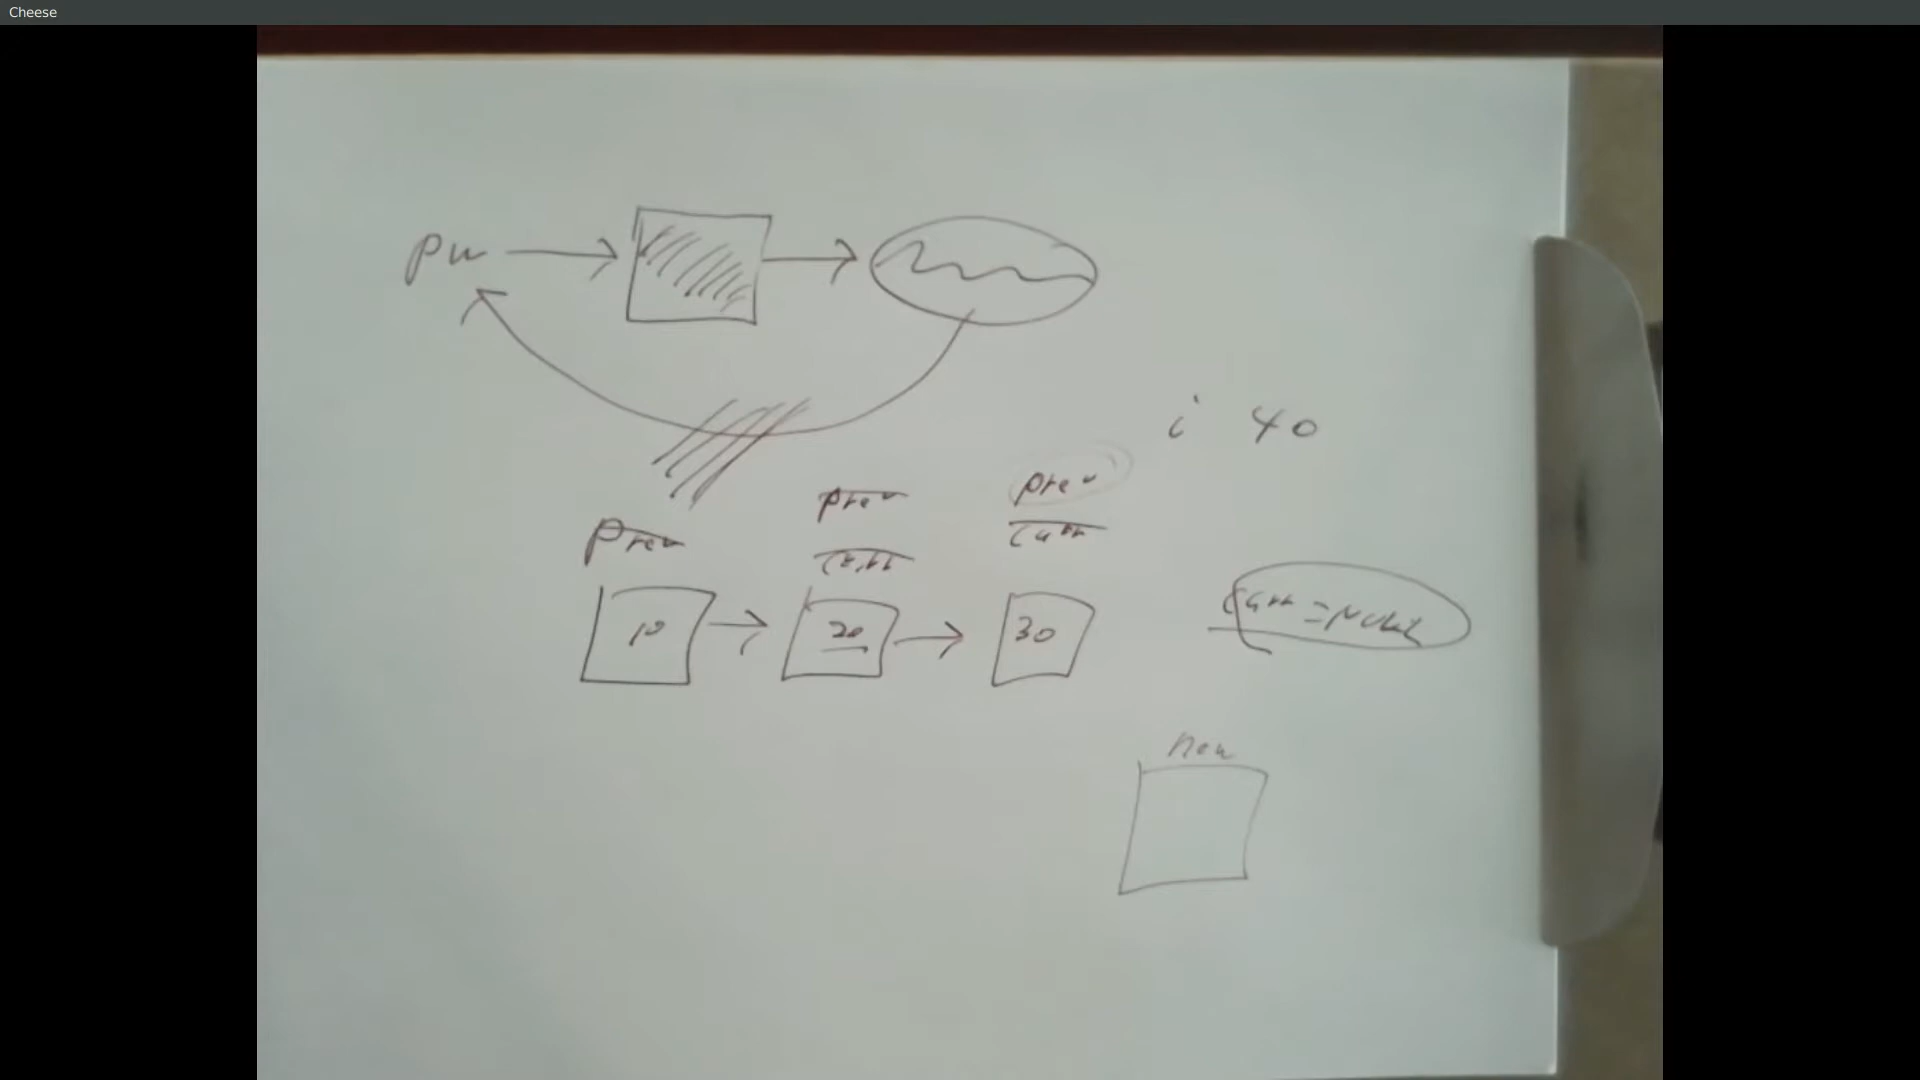 Cheese
pw
i 40
prev
prev
prev
curr
curr
10
20
30
curr = NULL
new